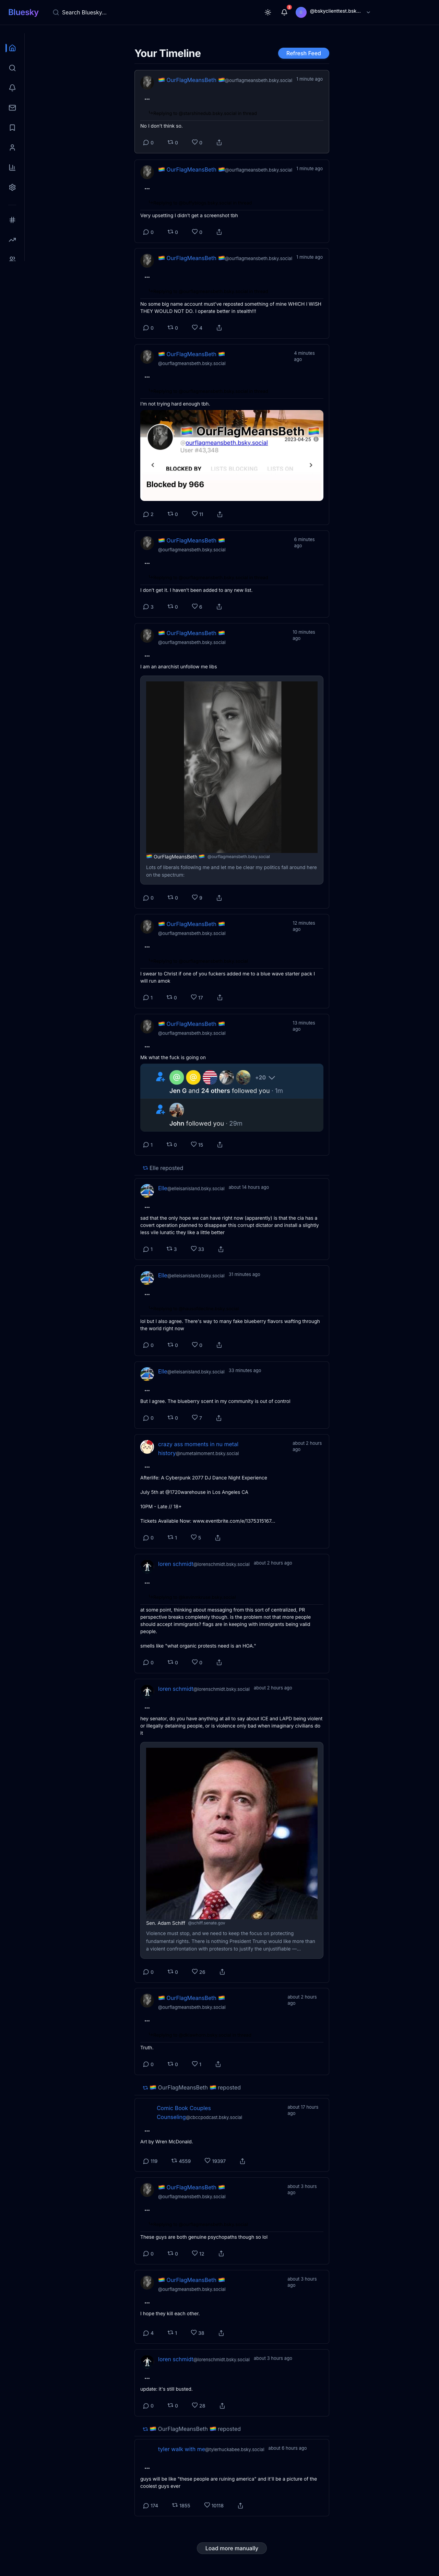 Bluesky
Search Bluesky...
@bskyclienttest.bsk...
Your Timeline
Refresh Feed
🏳️‍🌈 OurFlagMeansBeth 🏳️‍🌈@ourflagmeansbeth.bsky.social 1 minute ago
No I don't think so.
0 0 0
🏳️‍🌈 OurFlagMeansBeth 🏳️‍🌈@ourflagmeansbeth.bsky.social 1 minute ago
Very upsetting I didn't get a screenshot tbh
0 0 0
🏳️‍🌈 OurFlagMeansBeth 🏳️‍🌈@ourflagmeansbeth.bsky.social 1 minute ago
No some big name account must've reposted something of mine WHICH I WISH
THEY WOULD NOT DO. I operate better in stealth!!!
0 0 4
🏳️‍🌈 OurFlagMeansBeth 🏳️‍🌈 4 minutes
ago
@ourflagmeansbeth.bsky.social
I'm not trying hard enough tbh.
🏳️‍🌈 OurFlagMeansBeth 🏳️‍🌈
@ourflagmeansbeth.bsky.social 2023-04-25
User #43,348
BLOCKED BY LISTS BLOCKING LISTS ON
Blocked by 966
2 0 11
🏳️‍🌈 OurFlagMeansBeth 🏳️‍🌈 6 minutes
ago
@ourflagmeansbeth.bsky.social
I don't get it. I haven't been added to any new list.
3 0 6
🏳️‍🌈 OurFlagMeansBeth 🏳️‍🌈 10 minutes
ago
@ourflagmeansbeth.bsky.social
I am an anarchist unfollow me libs
🏳️‍🌈 OurFlagMeansBeth 🏳️‍🌈 @ourflagmeansbeth.bsky.social
Lots of liberals following me and let me be clear my politics fall around here
on the spectrum.
0 0 9
🏳️‍🌈 OurFlagMeansBeth 🏳️‍🌈 12 minutes
ago
@ourflagmeansbeth.bsky.social
I swear to Christ if one of you fuckers added me to a blue wave starter pack I
will run amok
1 0 17
🏳️‍🌈 OurFlagMeansBeth 🏳️‍🌈 13 minutes
ago
@ourflagmeansbeth.bsky.social
Mk what the fuck is going on
+20
Jen G and 24 others followed you · 1m
John followed you · 29m
1 0 15
Elle reposted
Elle@elleisanisland.bsky.social about 14 hours ago
sad that the only hope we can have right now (apparently) is that the cia has a
covert operation planned to disappear this corrupt dictator and install a slightly
less vile lunatic they like a little better
1 3 33
Elle@elleisanisland.bsky.social 31 minutes ago
lol but I also agree. There's way to many fake blueberry flavors wafting through
the world right now
0 0 0
Elle@elleisanisland.bsky.social 33 minutes ago
But I agree. The blueberry scent in my community is out of control
0 0 7
crazy ass moments in nu metal about 2 hours
ago
history@numetalmoment.bsky.social
Afterlife: A Cyberpunk 2077 DJ Dance Night Experience
July 5th at @1720warehouse in Los Angeles CA
10PM - Late // 18+
Tickets Available Now: www.eventbrite.com/e/1375315167...
0 1 5
loren schmidt@lorenschmidt.bsky.social about 2 hours ago
at some point, thinking about messaging from this sort of centralized, PR
perspective breaks completely though. is the problem not that more people
should accept immigrants? flags are in keeping with immigrants being valid
people.
smells like "what organic protests need is an HOA."
0 0 0
loren schmidt@lorenschmidt.bsky.social about 2 hours ago
hey senator, do you have anything at all to say about ICE and LAPD being violent
or illegally detaining people, or is violence only bad when imaginary civilians do
it
Sen. Adam Schiff @schiff.senate.gov
Violence must stop, and we need to keep the focus on protecting
fundamental rights. There is nothing President Trump would like more than
a violent confrontation with protestors to justify the unjustifiable —...
0 0 26
🏳️‍🌈 OurFlagMeansBeth 🏳️‍🌈 about 2 hours
ago
@ourflagmeansbeth.bsky.social
Truth.
0 0 1
🏳️‍🌈 OurFlagMeansBeth 🏳️‍🌈 reposted
Comic Book Couples about 17 hours
ago
Counseling@cbccpodcast.bsky.social
Art by Wren McDonald.
119 4559 19397
🏳️‍🌈 OurFlagMeansBeth 🏳️‍🌈 about 3 hours
ago
@ourflagmeansbeth.bsky.social
These guys are both genuine psychopaths though so lol
0 0 12
🏳️‍🌈 OurFlagMeansBeth 🏳️‍🌈 about 3 hours
ago
@ourflagmeansbeth.bsky.social
I hope they kill each other.
4 1 38
loren schmidt@lorenschmidt.bsky.social about 3 hours ago
update: it's still busted.
0 0 28
🏳️‍🌈 OurFlagMeansBeth 🏳️‍🌈 reposted
tyler walk with me@tylerhuckabee.bsky.social about 6 hours ago
guys will be like "these people are ruining america" and it'll be a picture of the
coolest guys ever
174 1855 10116
Load more manually